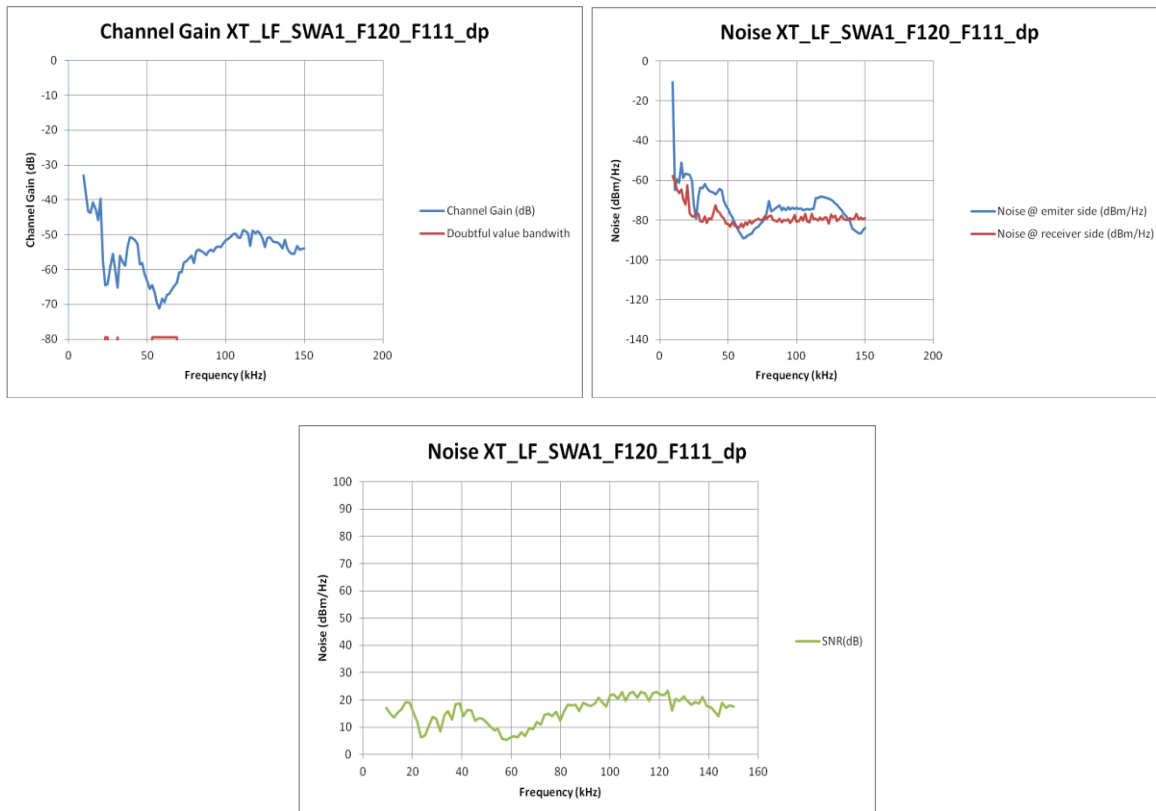 Channel Gain XT_LF_SWA1_F120_F111_dp
Channel Gain (dB)
0
-10
-20
-30
-40
-50
-60
-70
-80
0 50 100 150 200
Frequency (kHz)
Channel Gain (dB)
Doubtful value bandwith
Noise XT_LF_SWA1_F120_F111_dp
Noise (dBm/Hz)
0
-20
-40
-60
-80
-100
-120
-140
0 50 100 150 200
Frequency (kHz)
Noise @ emiter side (dBm/Hz)
Noise @ receiver side (dBm/Hz)
Noise XT_LF_SWA1_F120_F111_dp
Noise (dBm/Hz)
100
90
80
70
60
50
40
30
20
10
0
0 20 40 60 80 100 120 140 160
Frequency (kHz)
SNR(dB)